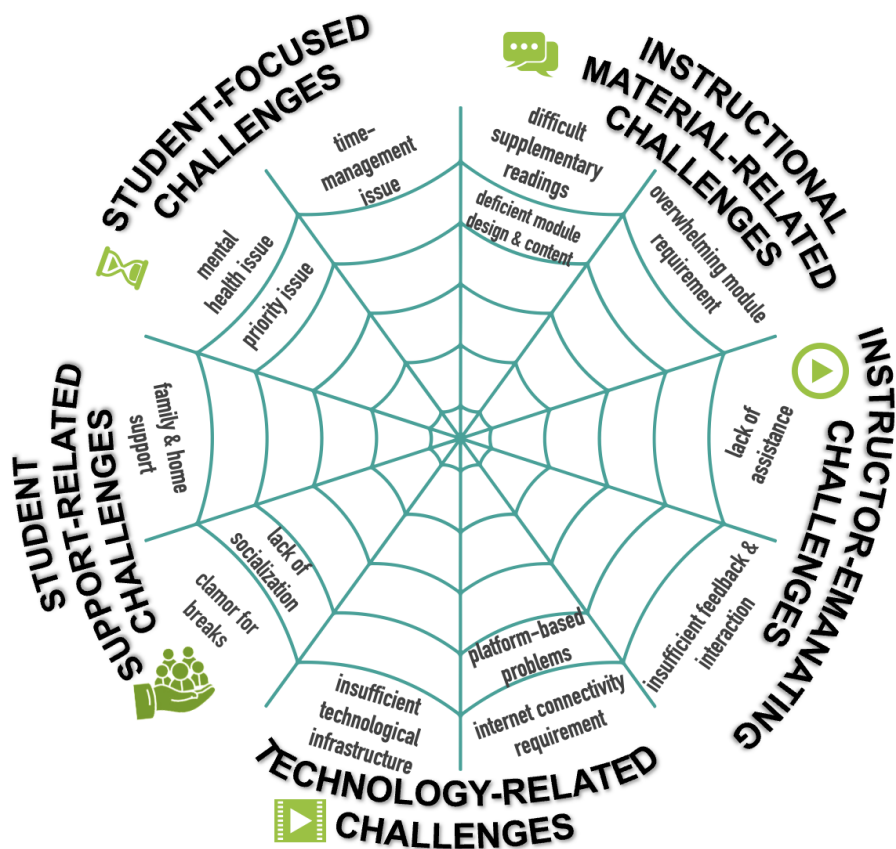 STUDENT-FOCUSED
CHALLENGES
time-
management
issue
mental
health issue
priority issue
INSTRUCTIONAL
MATERIAL-RELATED
CHALLENGES
difficult
supplementary
readings
deficient module
design & content
overwhelming module
requirement
INSTRUCTOR-EMANATING
CHALLENGES
lack of
assistance
insufficient feedback &
interaction
TECHNOLOGY-RELATED
CHALLENGES
platform-based
problems
internet connectivity
requirement
insufficient
technological
infrastructure
STUDENT
SUPPORT-RELATED
CHALLENGES
family & home
support
lack of
socialization
clamor for
breaks